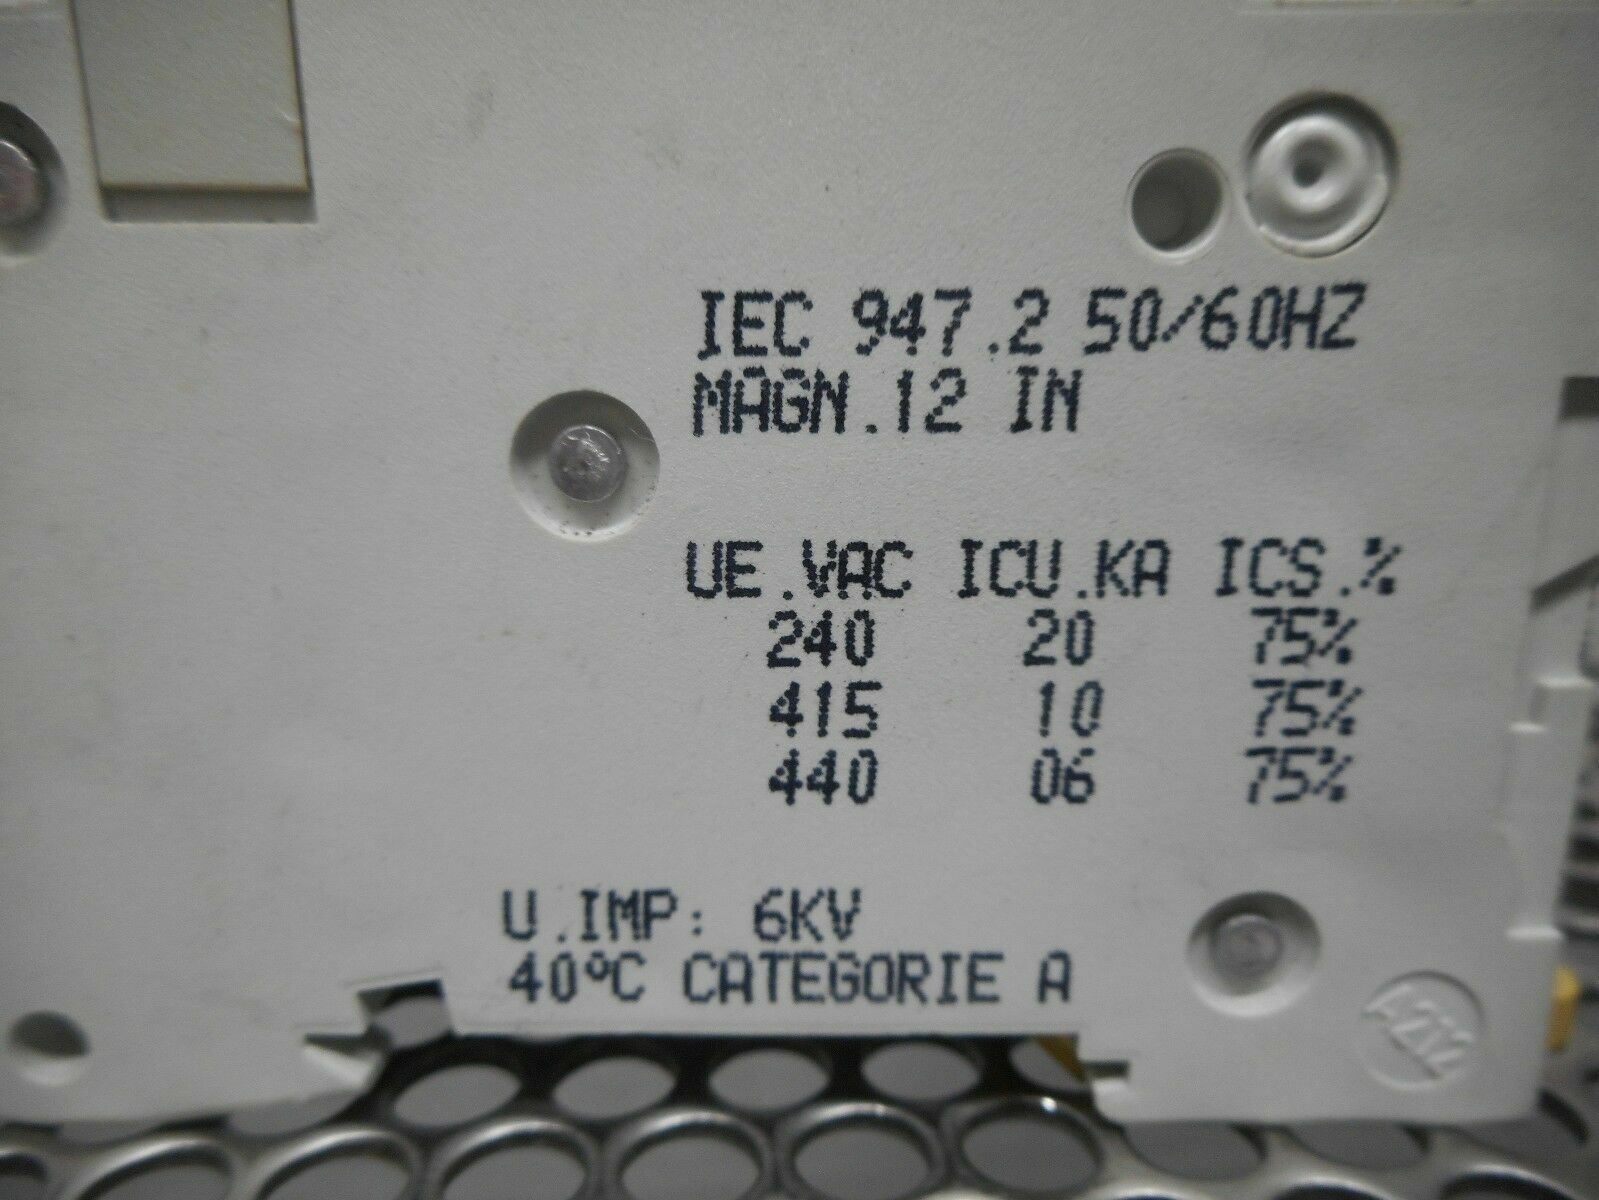 IEC 947.2 50/60HZ
MAGN.12 IN
UE.VAC ICU.KA ICS.%
240 20 75%
415 10 75%
440 06 75%
U.IMP: 6KV
40°C CATEGORIE A